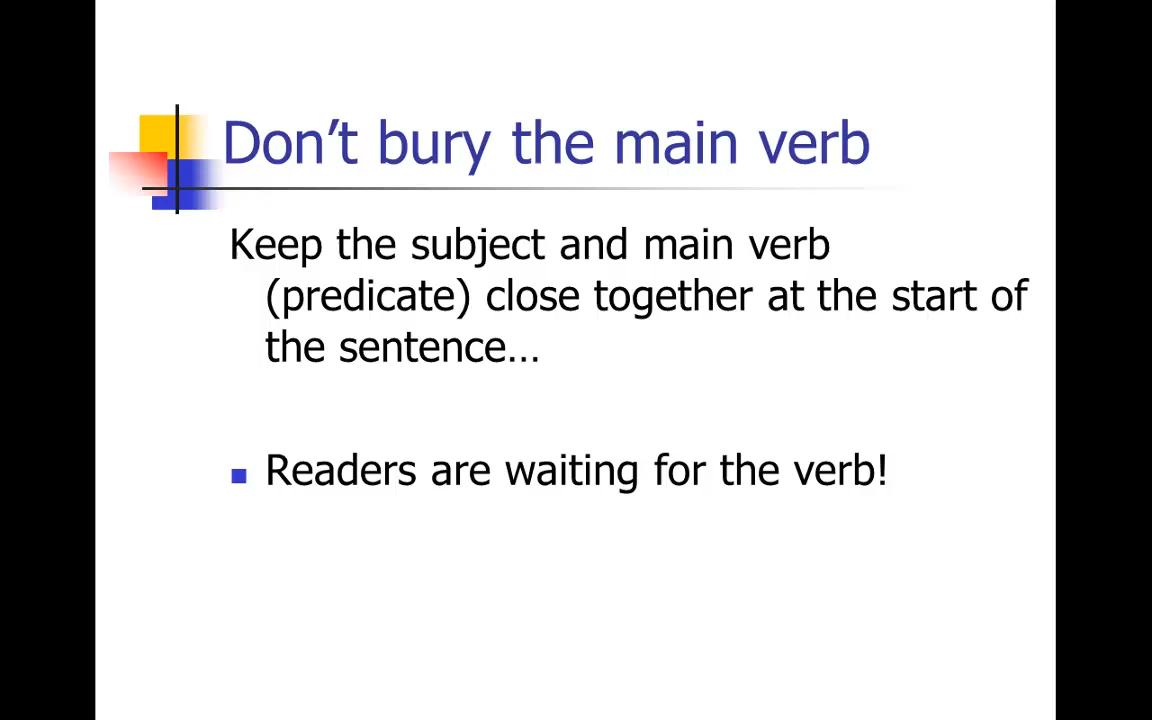 Don’t bury the main verb
Keep the subject and main verb
(predicate) close together at the start of
the sentence…
Readers are waiting for the verb!